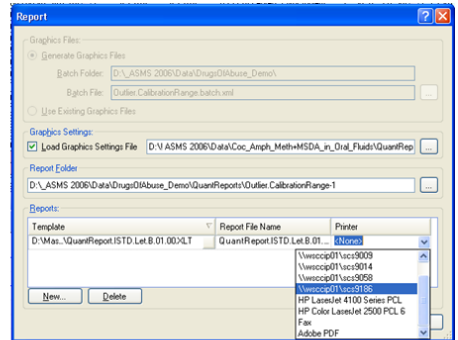 Report
Graphics Files:
Generate Graphics Files
Batch Folder: D:\_ASMS 2006\Data\DrugsOfAbuse_Demo\
Batch File: Outlier.CalibrationRange.batch.xml
...
Use Existing Graphics Files
Graphics Settings:
Load Graphics Settings File D:\I ASMS 2006\Data\Coc_Amph_Meth+MSDA_in_Oral_Fluids\QuantRep ...
Report Folder
D:\_ASMS 2006\Data\DrugsOfAbuse_Demo\QuantReports\Outlier.CalibrationRange-1 ...
Reports:
Template Report File Name Printer
D:\Mas..\QuantReport.ISTD.Let.B.01.00.XLT QuantReport.ISTD.Let.B.01.... <None>
\\wsccip01\scs9009
\\wsccip01\scs9014
\\wsccip01\scs9058
\\wsccip01\scs9186
HP LaserJet 4100 Series PCL
HP Color LaserJet 2500 PCL 6
Fax
Adobe PDF
New... Delete